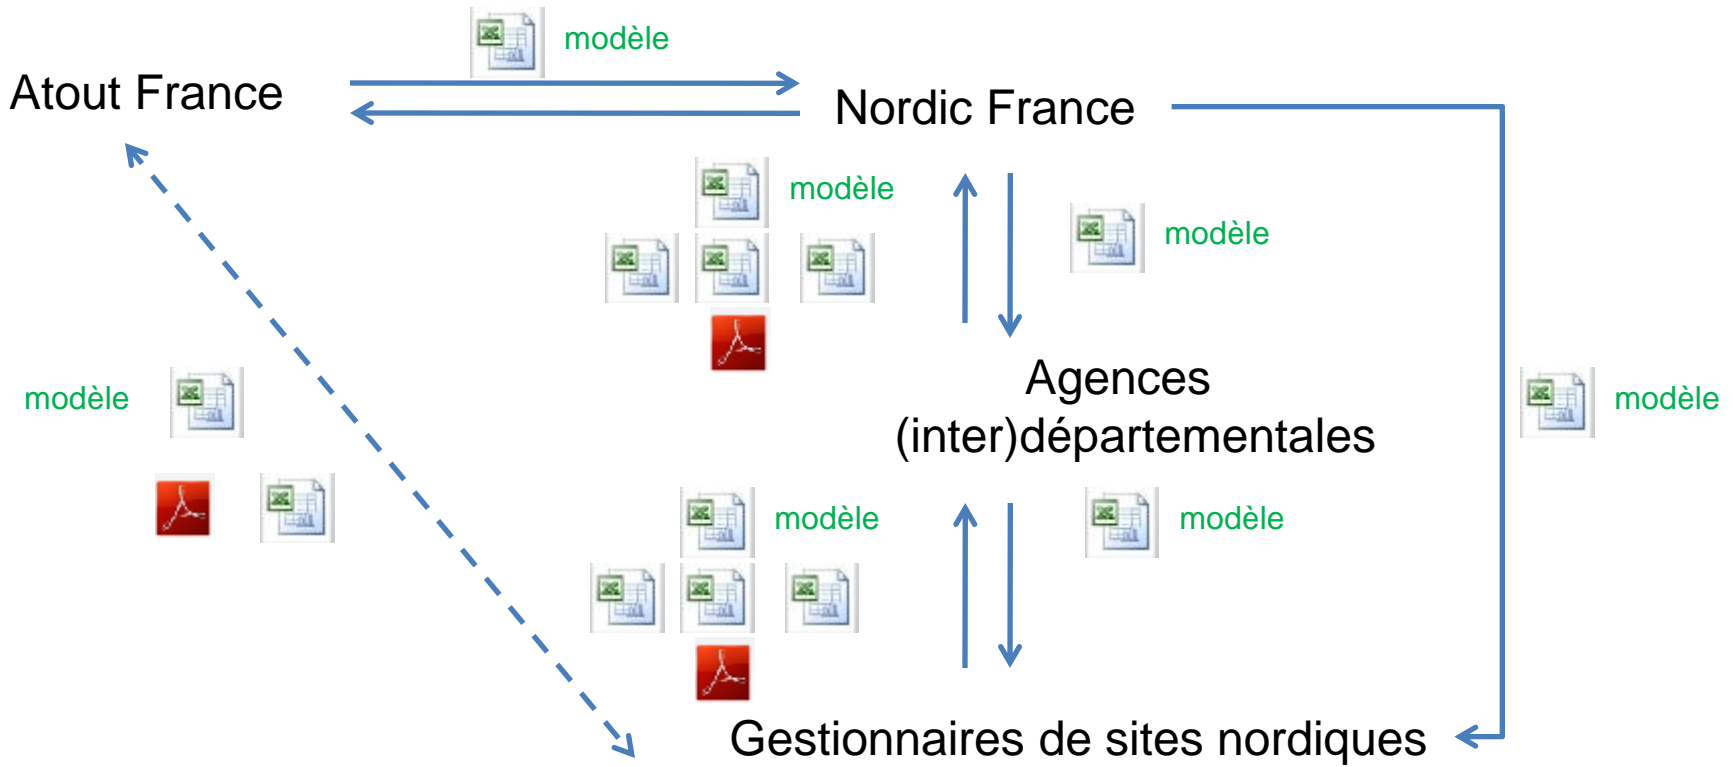 modèle
Atout France
Nordic France
modèle
modèle
Agences
(inter)départementales
modèle
modèle
modèle
modèle
Gestionnaires de sites nordiques